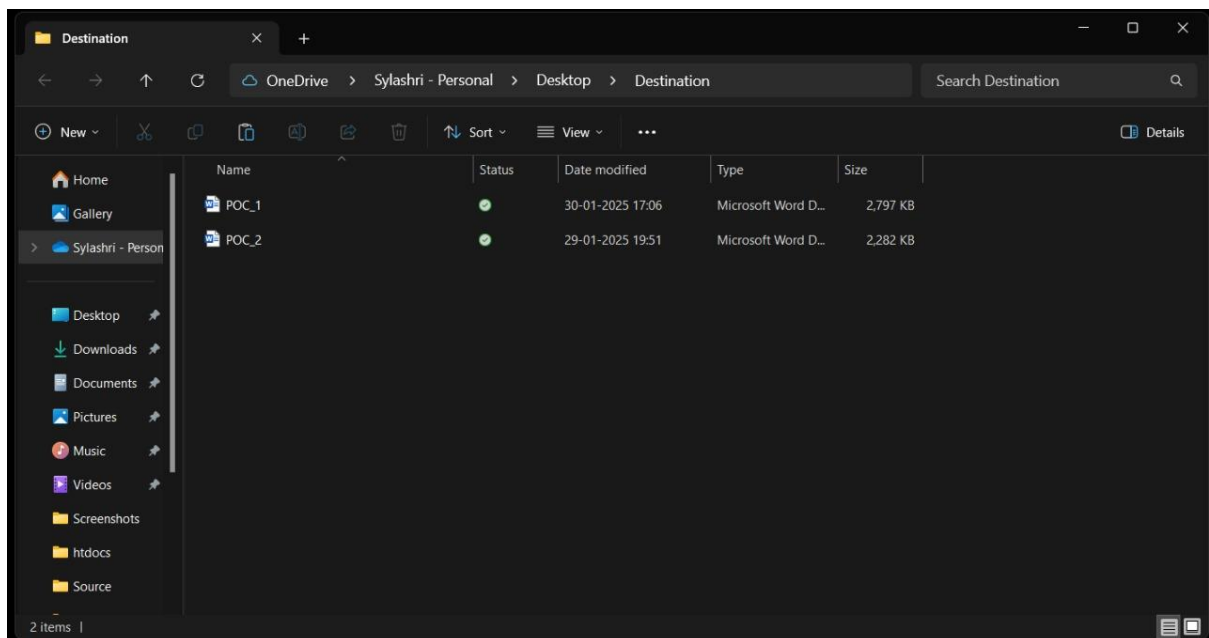 Destination
OneDrive > Sylashri - Personal > Desktop > Destination
Search Destination
New
Sort
View
...
Details
Name Status Date modified Type Size
POC_1 30-01-2025 17:06 Microsoft Word D... 2,797 KB
POC_2 29-01-2025 19:51 Microsoft Word D... 2,282 KB
Home
Gallery
Sylashri - Person
Desktop
Downloads
Documents
Pictures
Music
Videos
Screenshots
htdocs
Source
2 items |